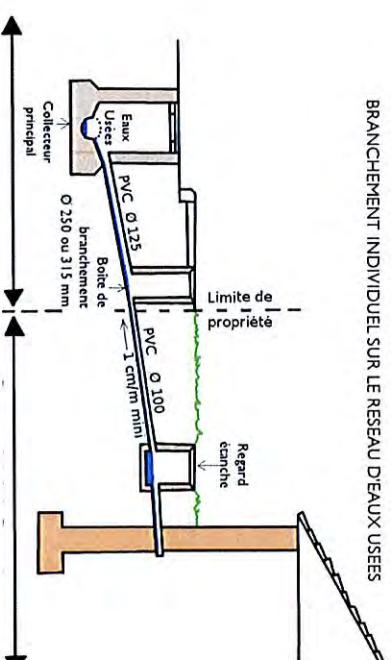 BRANCHEMENT INDIVIDUEL SUR LE RESEAU D'EAUX USEES
Limite de
propriété
Regard
étanche
Eaux
Usées
PVC Ø 125
PVC Ø 100
1 cm/m mini
Boite de
branchement
Ø 250 ou 315 mm
Collecteur
principal